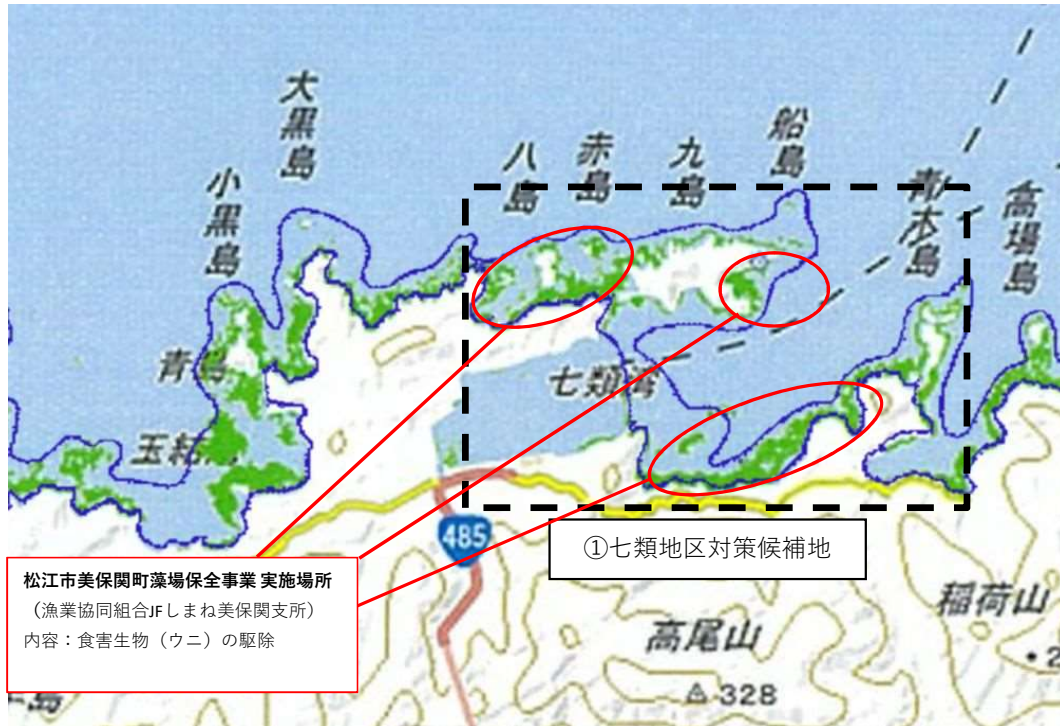 大黒島
小黒島
八島
赤島
九島
船島
青木島
高場島
青島
七類湾
485
①七類地区対策候補地
松江市美保関町藻場保全事業 実施場所
（漁業協同組合JFしまね美保関支所）
内容：食害生物（ウニ）の駆除
稲荷山
高尾山
328